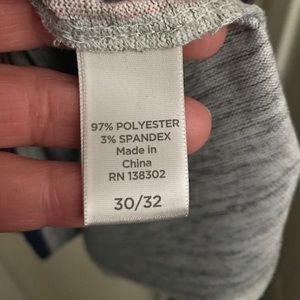 97% POLYESTER
3% SPANDEX
Made in
China
RN 138302
30/32